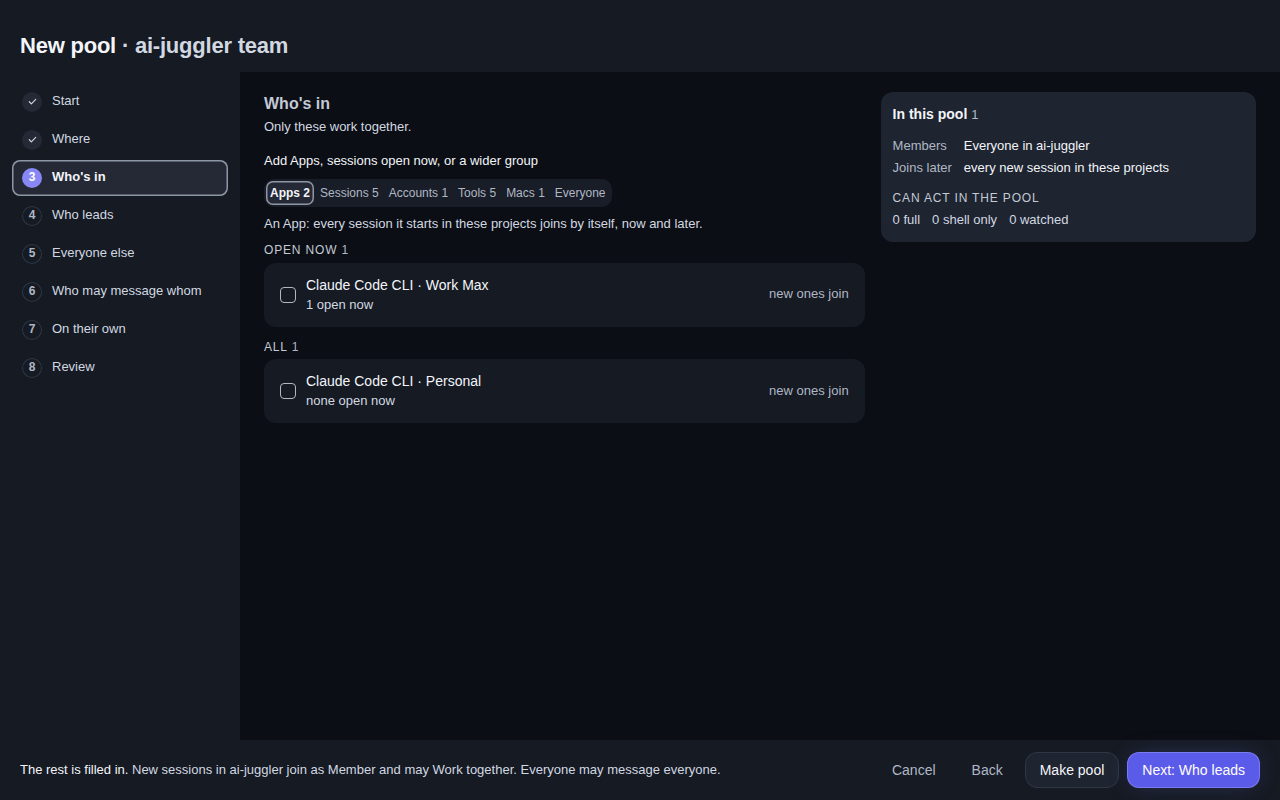 New pool · ai-juggler team
Start
Where
3 Who's in
4 Who leads
5 Everyone else
6 Who may message whom
7 On their own
8 Review
Who's in
Only these work together.
Add Apps, sessions open now, or a wider group
Apps 2 Sessions 5 Accounts 1 Tools 5 Macs 1 Everyone
An App: every session it starts in these projects joins by itself, now and later.
OPEN NOW 1
Claude Code CLI · Work Max
1 open now
new ones join
ALL 1
Claude Code CLI · Personal
none open now
new ones join
In this pool 1
Members Everyone in ai-juggler
Joins later every new session in these projects
CAN ACT IN THE POOL
0 full 0 shell only 0 watched
The rest is filled in. New sessions in ai-juggler join as Member and may Work together. Everyone may message everyone.
Cancel Back Make pool Next: Who leads